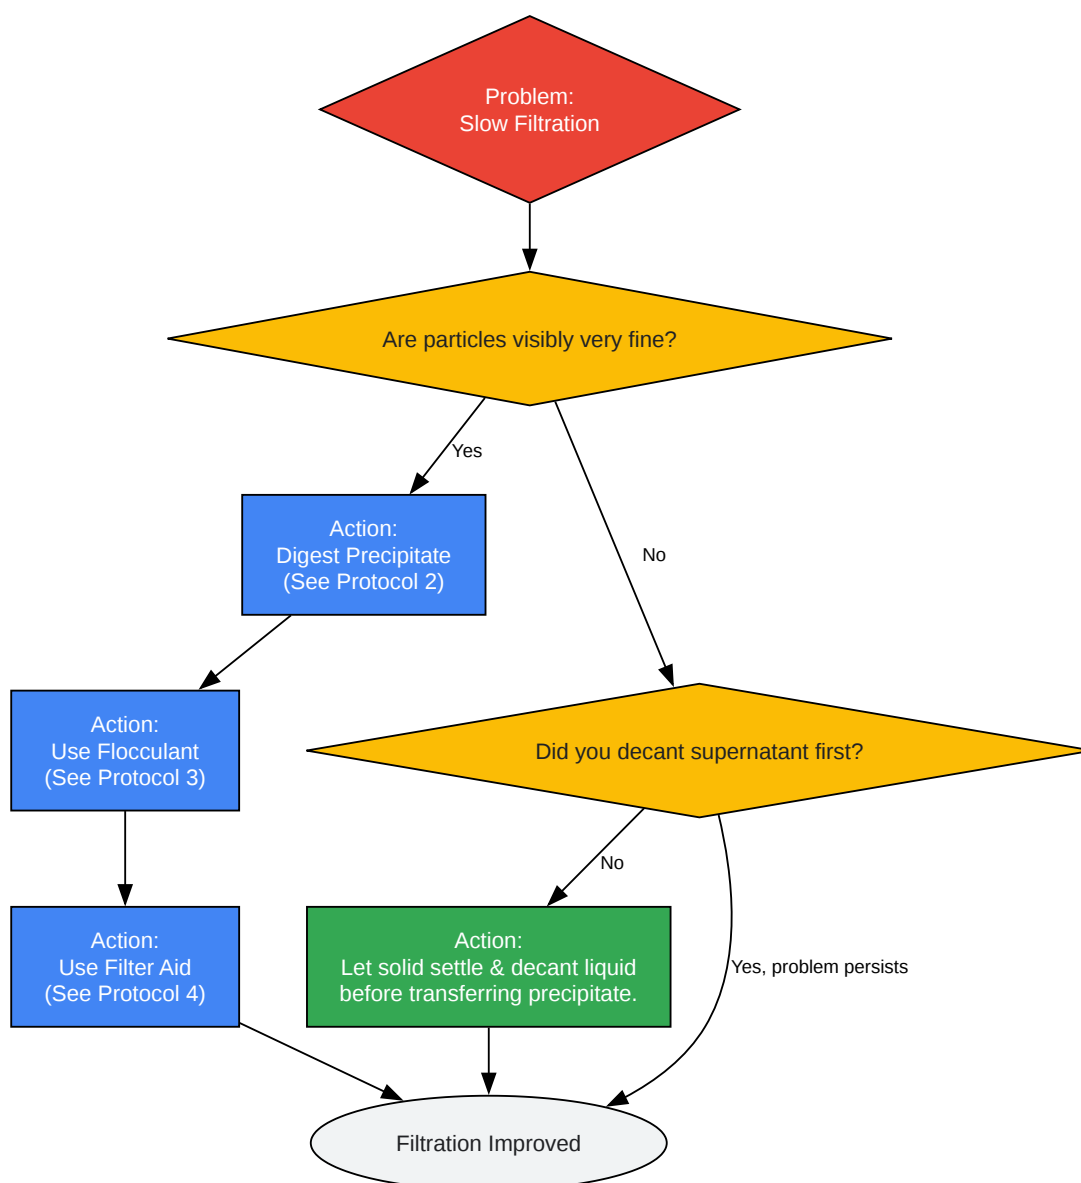 Problem:
Slow Filtration
Are particles visibly very fine?
Yes
Action:
Digest Precipitate
(See Protocol 2)
No
Action:
Use Flocculant
(See Protocol 3)
Did you decant supernatant first?
No
Action:
Use Filter Aid
(See Protocol 4)
Action:
Let solid settle & decant liquid
before transferring precipitate.
Yes, problem persists
Filtration Improved